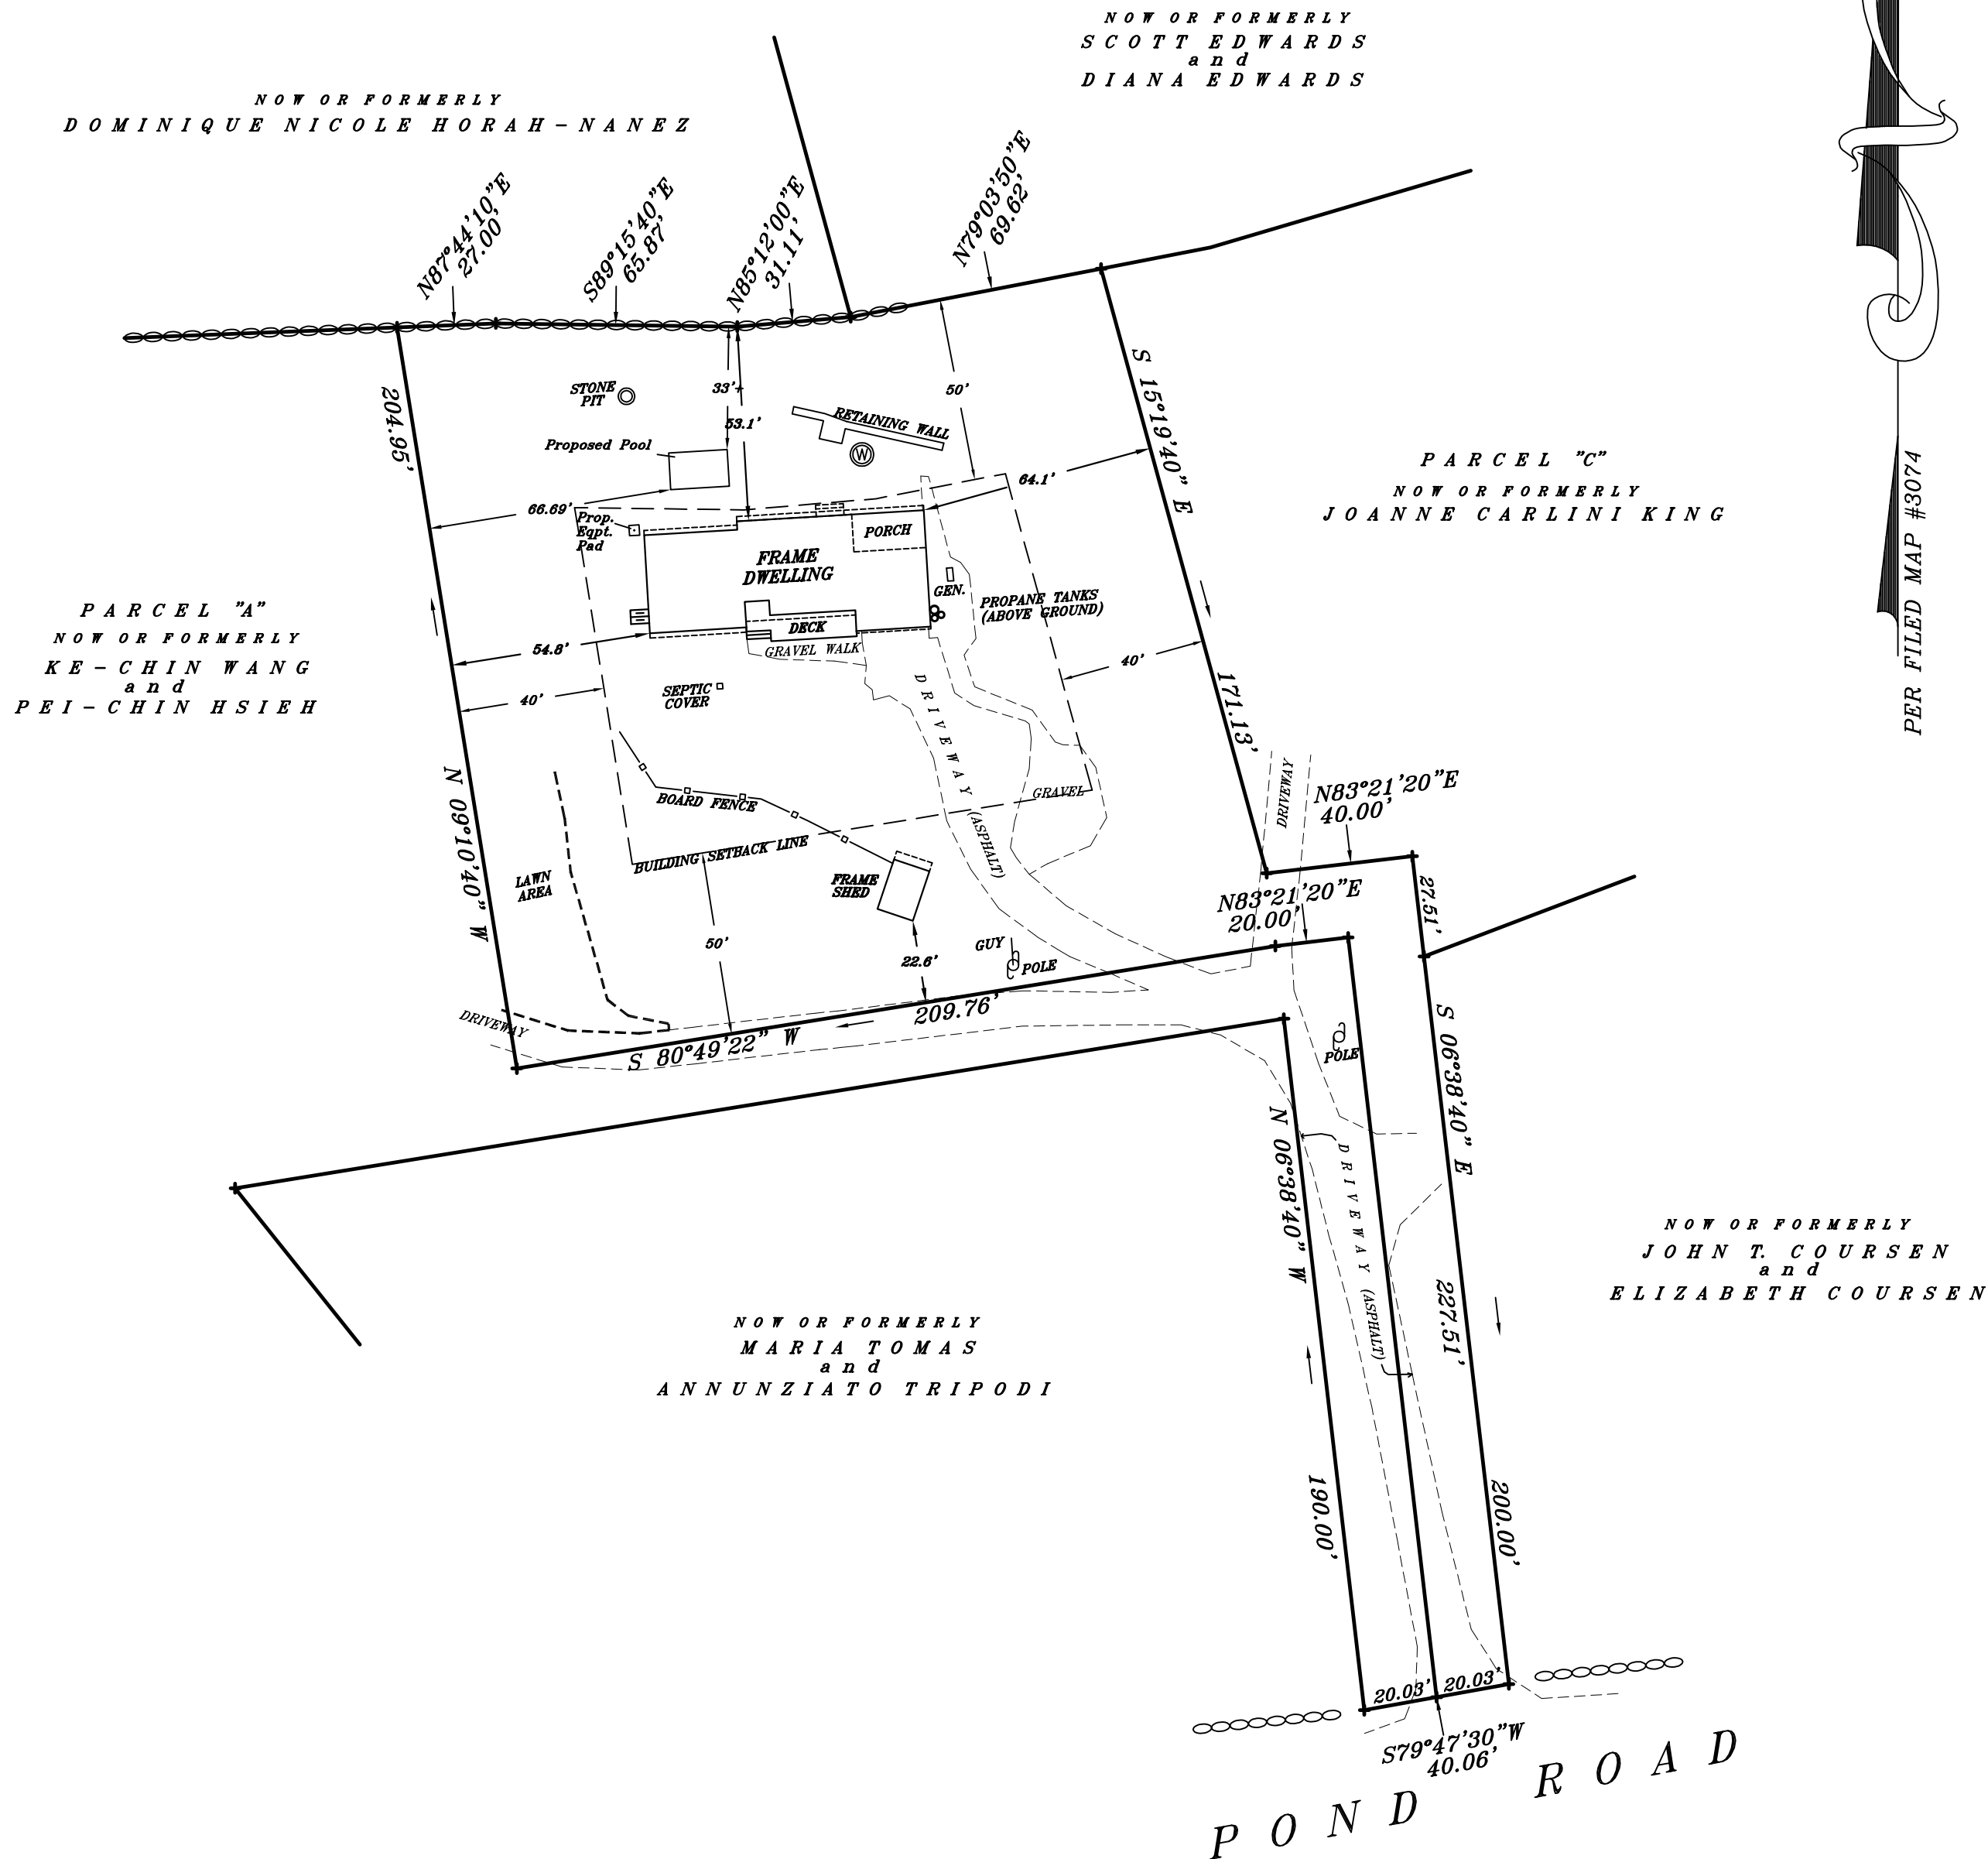 NOW OR FORMERLY
SCOTT EDWARDS
and
DIANA EDWARDS
NOW OR FORMERLY
DOMINIQUE NICOLE HORAH-NANEZ
N87°44'10"E
27.00'
S89°15'40"E
65.87'
N85°12'00"E
31.11'
N79°03'50"E
69.62'
204.95'
N 09°10'40" W
S 15°19'40" E
171.13'
STONE
PIT
33'+
53.1'
50'
RETAINING WALL
W
Proposed Pool
66.69'
64.1'
Prop.
Eqpt.
Pad
PORCH
FRAME
DWELLING
GEN.
PROPANE TANKS
(ABOVE GROUND)
DECK
GRAVEL WALK
54.8'
40'
40'
SEPTIC
COVER
DRIVEWAY (ASPHALT)
BOARD FENCE
GRAVEL
BUILDING SETBACK LINE
LAWN
AREA
FRAME
SHED
50'
22.6'
GUY
POLE
DRIVEWAY
DRIVEWAY
N83°21'20"E
40.00'
N83°21'20"E
20.00'
27.51'
209.76'
S 80°49'22" W
PARCEL "C"
NOW OR FORMERLY
JOANNE CARLINI KING
PER FILED MAP #3074
PARCEL "A"
NOW OR FORMERLY
KE-CHIN WANG
and
PEI-CHIN HSIEH
POLE
S 06°38'40" E
N 06°38'40" W
DRIVEWAY (ASPHALT)
227.51'
190.00'
200.00'
NOW OR FORMERLY
JOHN T. COURSEN
and
ELIZABETH COURSEN
NOW OR FORMERLY
MARIA TOMAS
and
ANNUNZIATO TRIPODI
20.03'
20.03'
S79°47'30"W
40.06'
POND ROAD